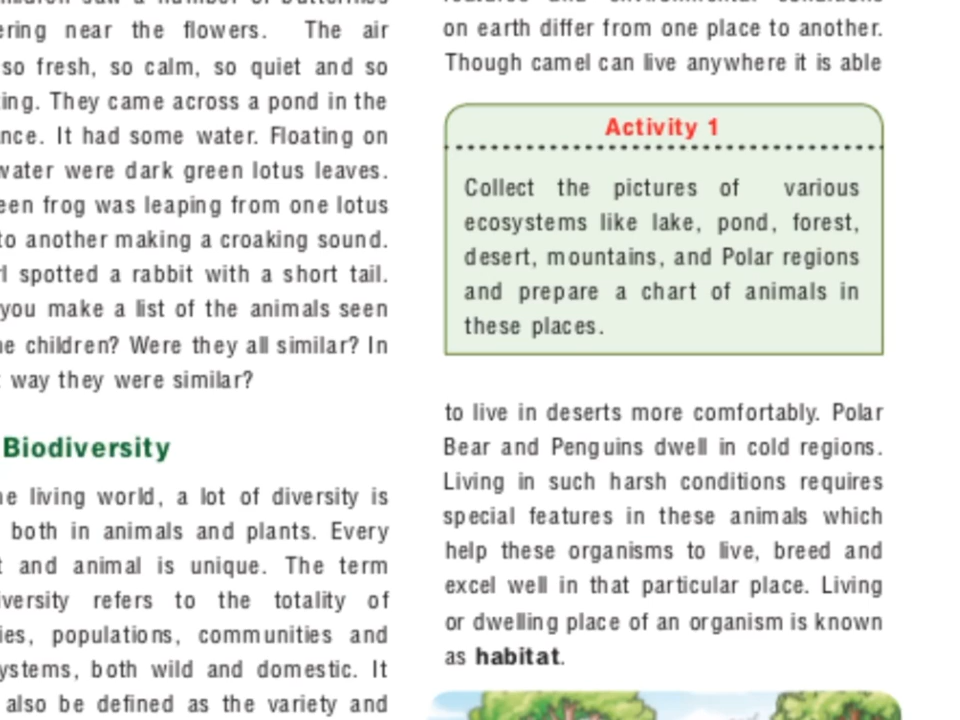 ering near the flowers. The air
so fresh, so calm, so quiet and so
ing. They came across a pond in the
nce. It had some water. Floating on
water were dark green lotus leaves.
een frog was leaping from one lotus
to another making a croaking sound.
rl spotted a rabbit with a short tail.
you make a list of the animals seen
he children? Were they all similar? In
t way they were similar?
Biodiversity
he living world, a lot of diversity is
both in animals and plants. Every
t and animal is unique. The term
iversity refers to the totality of
ies, populations, communities and
systems, both wild and domestic. It
also be defined as the variety and
on earth differ from one place to another.
Though camel can live anywhere it is able
Activity 1
Collect the pictures of various
ecosystems like lake, pond, forest,
desert, mountains, and Polar regions
and prepare a chart of animals in
these places.
to live in deserts more comfortably. Polar
Bear and Penguins dwell in cold regions.
Living in such harsh conditions requires
special features in these animals which
help these organisms to live, breed and
excel well in that particular place. Living
or dwelling place of an organism is known
as habitat.